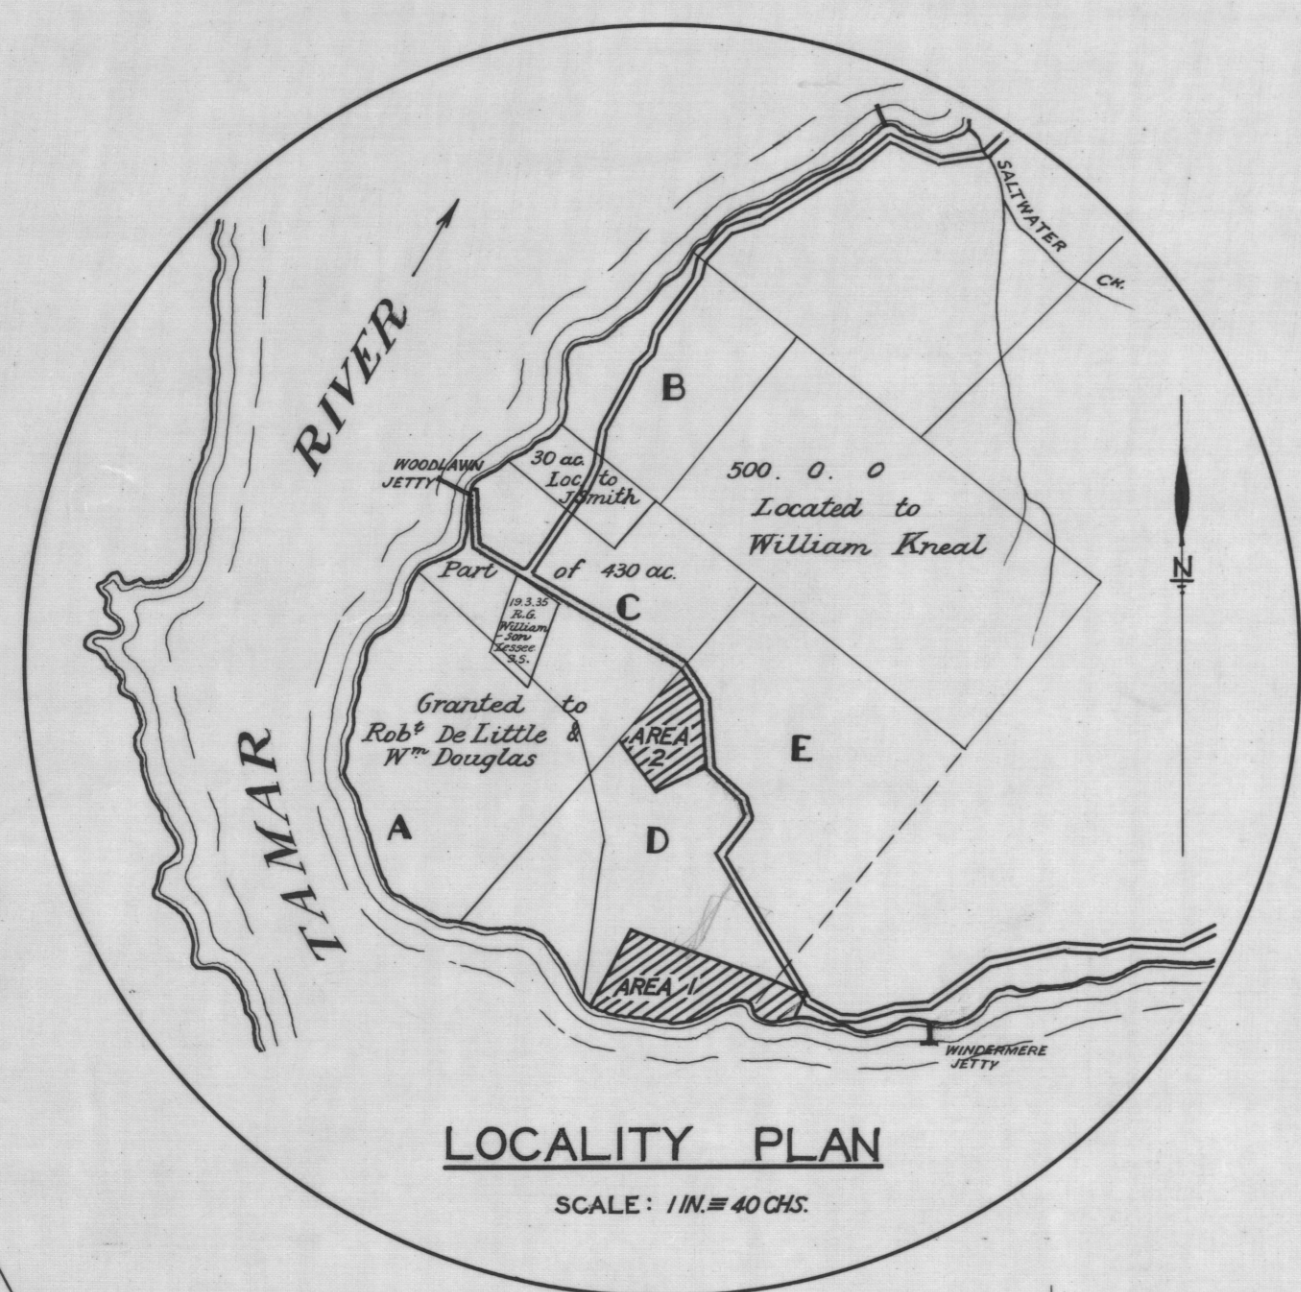 SALTWATER
CK.
RIVER
B
WOODLAWN
JETTY
30 ac.
Loc. to
J. Smith
500. 0. 0
Located to
William Kneal
N
Part of 430 ac.
C
19.3.35
R.G.
William
-son
Lessee
Granted to
Robt De Little &
Wm Douglas
AREA
2
E
TAMAR
A
D
AREA 1
WINDERMERE
JETTY
LOCALITY PLAN
SCALE: 1 IN. ≡ 40 CHS.